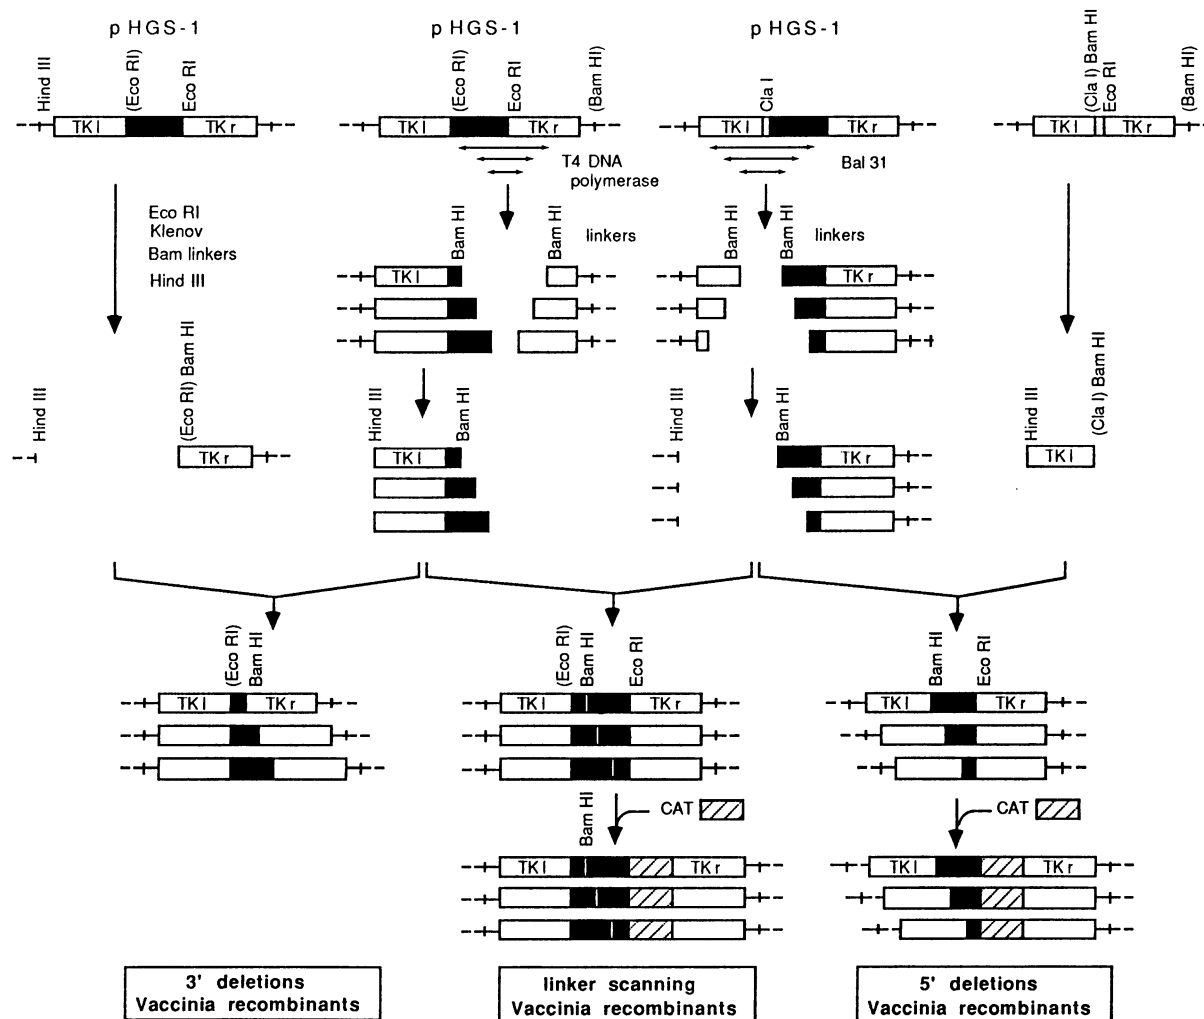 p HGS-1
p HGS-1
p HGS-1
Hind III
(Eco RI)
Eco RI
(Eco RI)
Eco RI
(Bam HI)
Cla I
(Cla I) Bam HI
Eco RI
(Bam HI)
TK l
TK r
TK l
TK r
TK l
TK r
TK l
TK r
T4 DNA
polymerase
Bal 31
Eco RI
Klenov
Bam linkers
Hind III
Bam HI
Bam HI
linkers
Bam HI
Bam HI
linkers
TK l
TK r
Hind III
(Eco RI) Bam HI
Hind III
Bam HI
Hind III
Bam HI
Hind III
(Cla I) Bam HI
TK r
TK l
TK r
TK l
(Eco RI)
Bam HI
(Eco RI)
Bam HI
Eco RI
Bam HI
Eco RI
TK l
TK r
TK l
TK r
TK l
TK r
Bam HI
CAT
CAT
TK l
TK r
TK l
TK r
3' deletions
Vaccinia recombinants
linker scanning
Vaccinia recombinants
5' deletions
Vaccinia recombinants